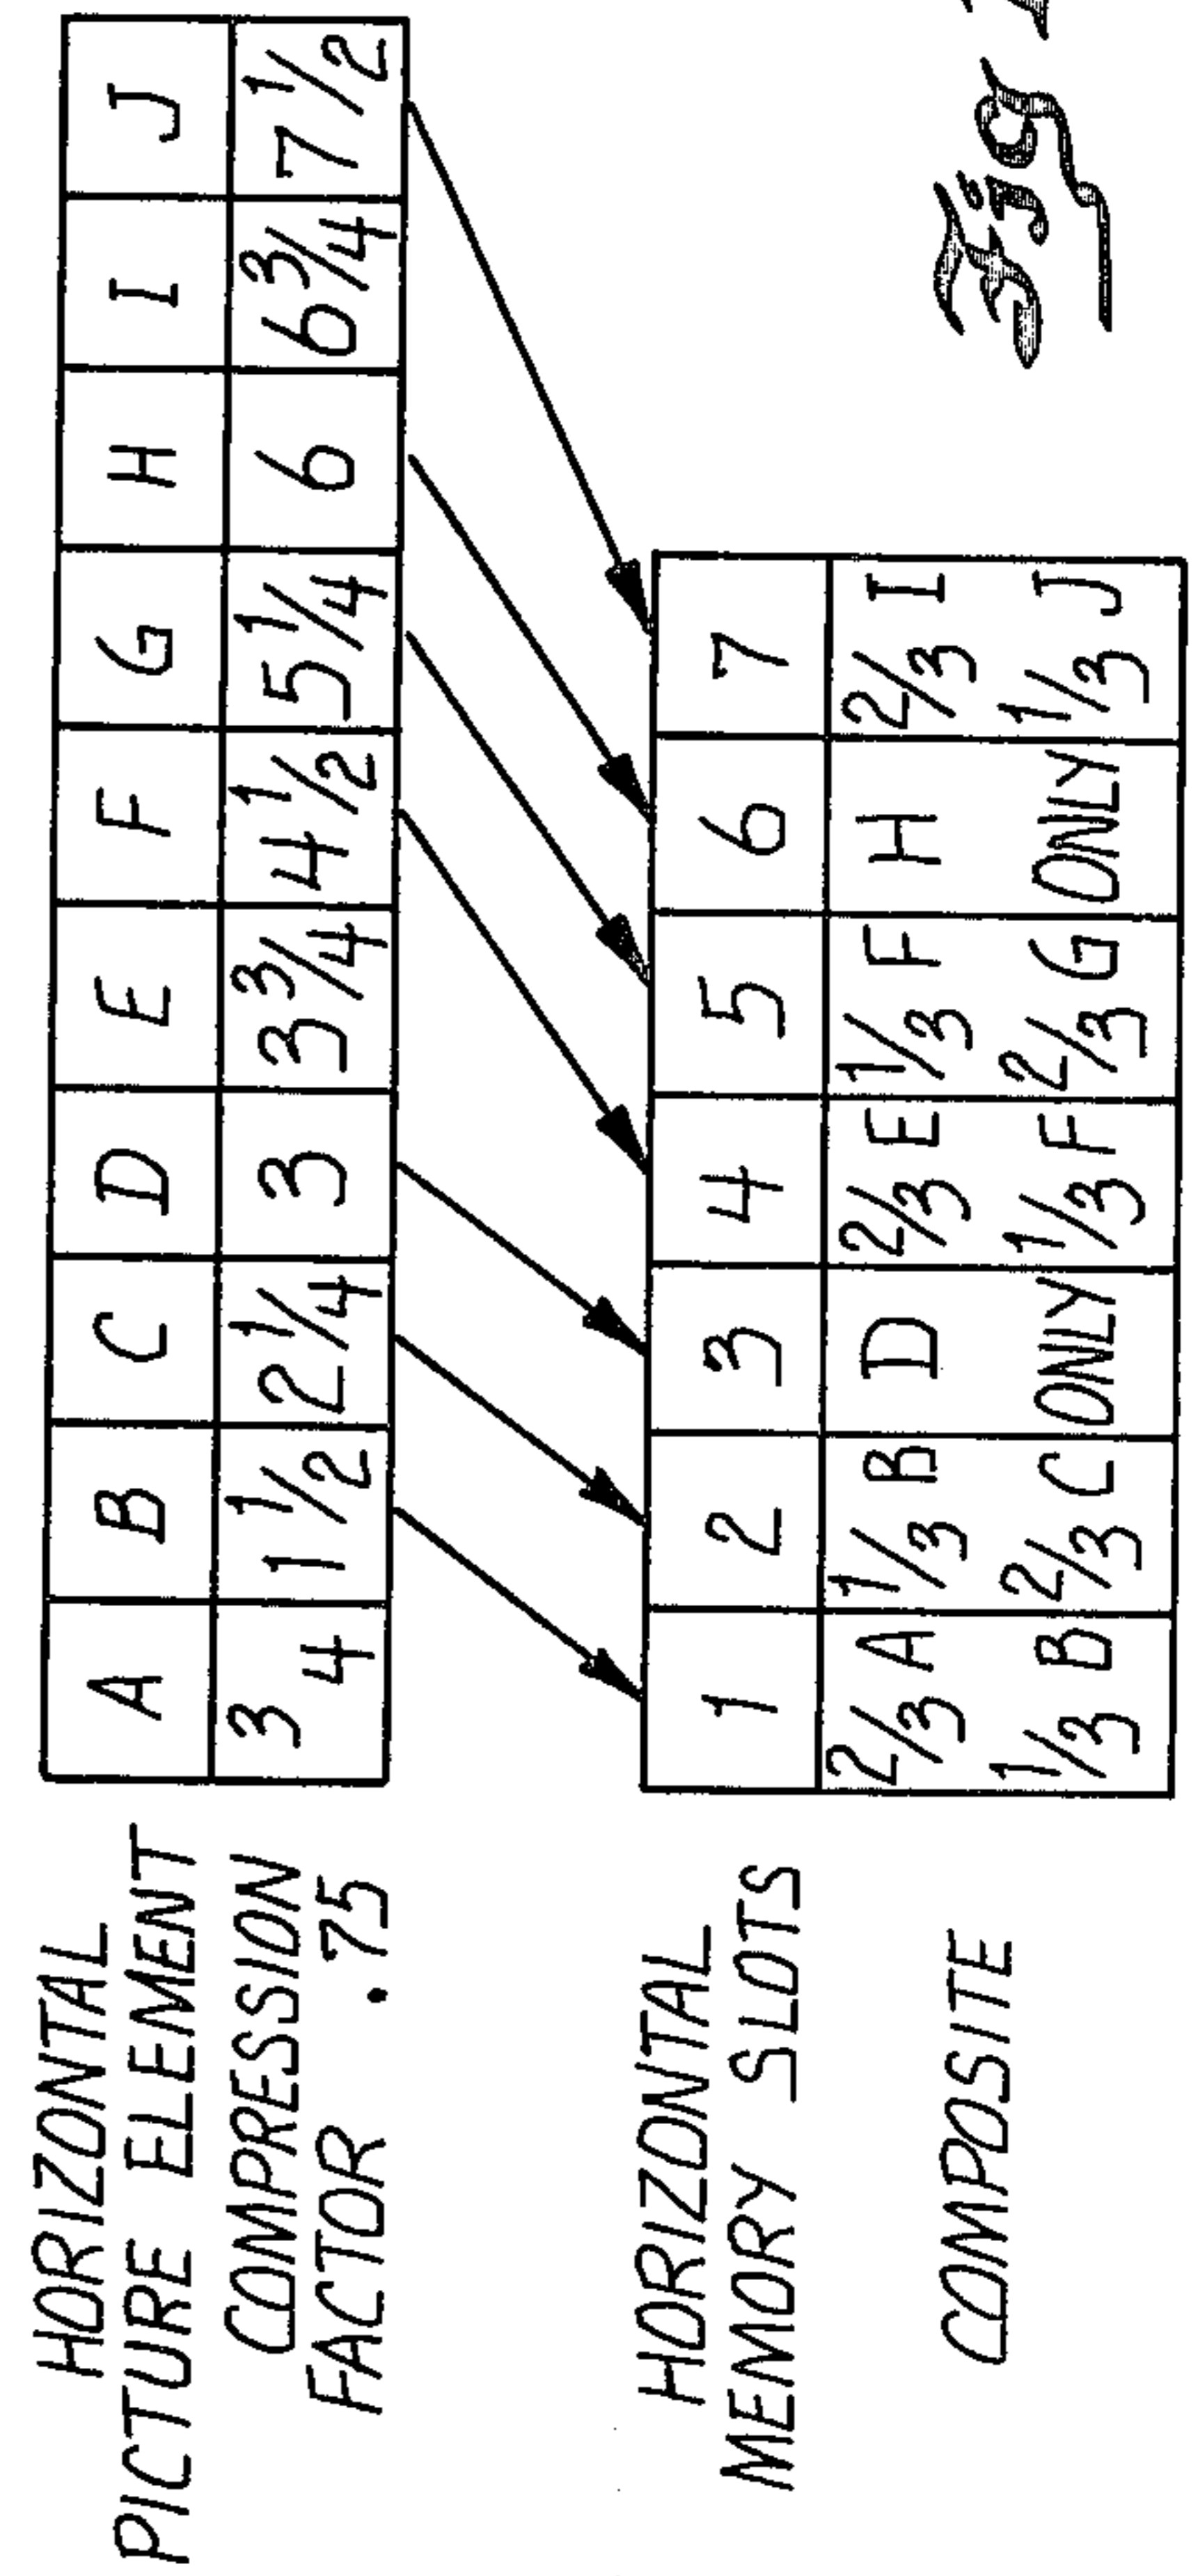 HORIZONTAL
PICTURE ELEMENT
A B C D E F G H I J
COMPRESSION
FACTOR .75
3 4 1 1/2 2 1/4 3 3 3/4 4 1/2 5 1/4 6 6 3/4 7 1/2
HORIZONTAL
MEMORY SLOTS
1 2 3 4 5 6 7
COMPOSITE
2/3 A 1/3 B D 2/3 E 1/3 F H 2/3 I
1/3 B 2/3 C ONLY 1/3 F 2/3 G ONLY 1/3 J
Fig